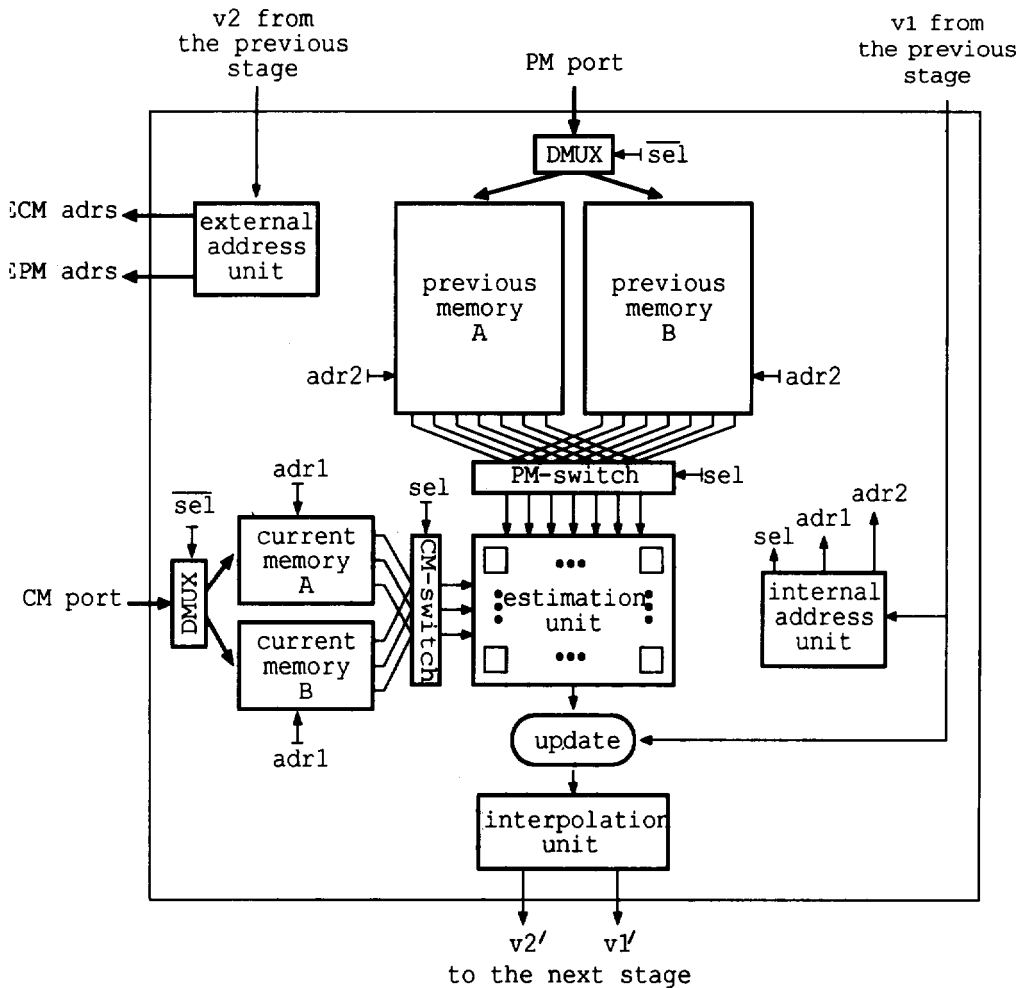 v2 from
the previous
stage
PM port
v1 from
the previous
stage
DMUX
sel
ECM adrs
external
address
unit
EPM adrs
previous
memory
A
previous
memory
B
adr2
adr2
PM-switch
sel
adr1
sel
sel
adr2
adr1
sel
current
memory
A
CM-switch
CM port
DMUX
estimation
unit
internal
address
unit
current
memory
B
adr1
update
interpolation
unit
v2′
v1′
to the next stage